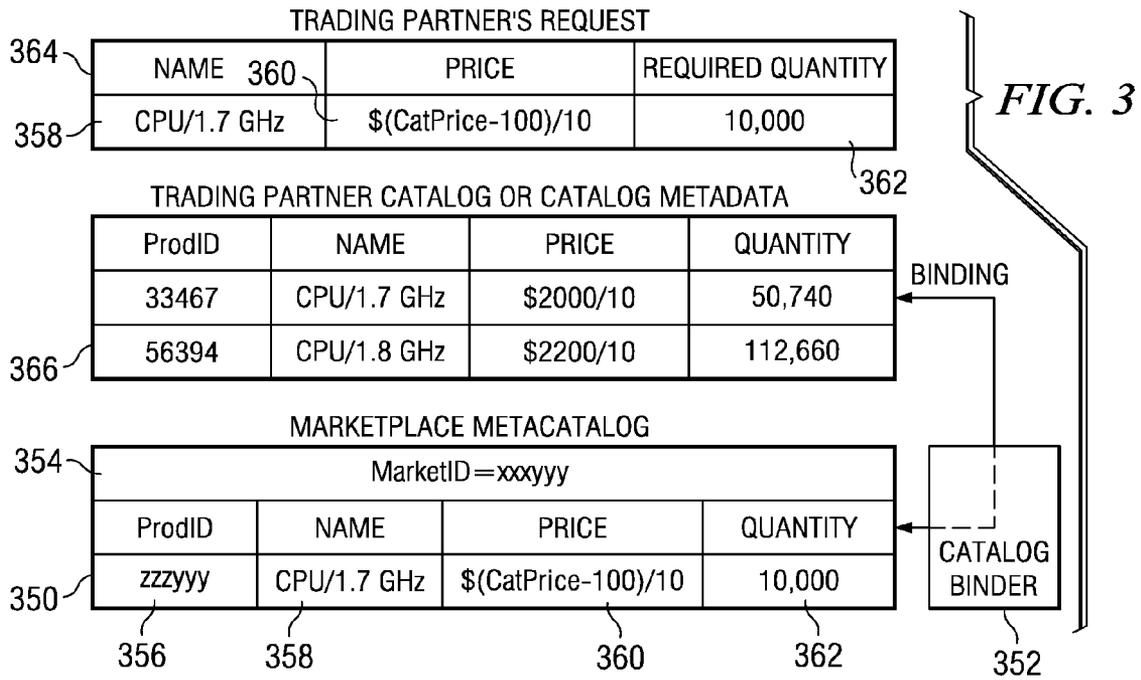 TRADING PARTNER'S REQUEST
364 NAME 360 PRICE REQUIRED QUANTITY
358 CPU/1.7 GHz $(CatPrice-100)/10 10,000
362
FIG. 3
TRADING PARTNER CATALOG OR CATALOG METADATA
ProdID NAME PRICE QUANTITY
33467 CPU/1.7 GHz $2000/10 50,740
366 56394 CPU/1.8 GHz $2200/10 112,660
BINDING
MARKETPLACE METACATALOG
354 MarketID=xxxyyy
ProdID NAME PRICE QUANTITY
350 zzzyyy CPU/1.7 GHz $(CatPrice-100)/10 10,000
CATALOG
BINDER
356 358 360 362 352